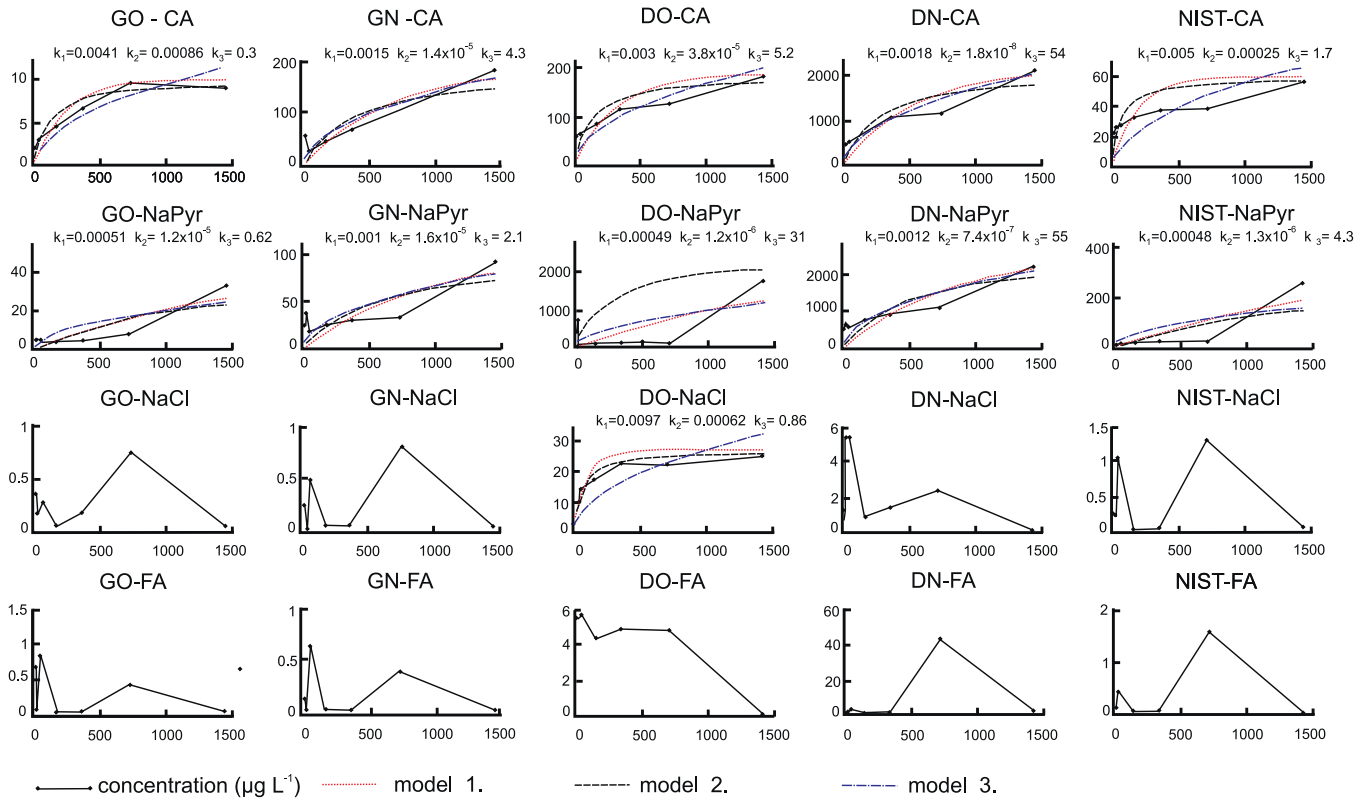 GO - CA GN -CA DO-CA DN-CA NIST-CA
k₁=0.0041 k₂= 0.00086 k₃= 0.3 k₁=0.0015 k₂= 1.4x10⁻⁵ k₃= 4.3 k₁=0.003 k₂= 3.8x10⁻⁵ k₃= 5.2 k₁=0.0018 k₂= 1.8x10⁻⁸ k₃= 54 k₁=0.005 k₂= 0.00025 k₃= 1.7
10 5 0 200 100 0 200 100 0 2000 1000 0 80 60 40 20 0
0 500 1000 1500 0 500 1000 1500 0 500 1000 1500 0 500 1000 1500 0 500 1000 1500
GO-NaPyr GN-NaPyr DO-NaPyr DN-NaPyr NIST-NaPyr
k₁=0.00051 k₂= 1.2x10⁻⁵ k₃= 0.62 k₁=0.001 k₂= 1.6x10⁻⁵ k₃= 2.1 k₁=0.00049 k₂= 1.2x10⁻⁶ k₃= 31 k₁=0.0012 k₂= 7.4x10⁻⁷ k₃= 55 k₁=0.00048 k₂= 1.3x10⁻⁶ k₃= 4.3
40 20 0 100 50 0 2000 1000 0 2000 1000 0 400 200 0
0 500 1000 1500 0 500 1000 1500 0 500 1000 1500 0 500 1000 1500 0 500 1000 1500
GO-NaCl GN-NaCl DO-NaCl DN-NaCl NIST-NaCl
k₁=0.0097 k₂= 0.00062 k₃= 0.86
1 0.5 0 1 0.5 0 30 20 10 0 6 4 2 0 1.5 1 0.5 0
0 500 1000 1500 0 500 1000 1500 0 500 1000 1500 0 500 1000 1500 0 500 1000 1500
GO-FA GN-FA DO-FA DN-FA NIST-FA
1.5 1 0.5 0 1 0.5 0 6 4 2 0 60 40 20 0 2 1 0
0 500 1000 1500 0 500 1000 1500 0 500 1000 1500 0 500 1000 1500 0 500 1000 1500
concentration (µg L⁻¹) model 1. model 2. model 3.